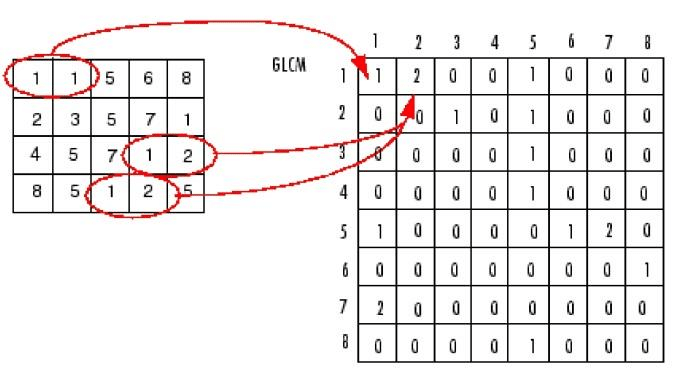 1 2 3 4 5 6 7 8
GLCM
1 1 5 6 8
2 3 5 7 1
4 5 7 1 2
8 5 1 2 5
1 1 2 0 0 1 0 0 0
2 0 0 1 0 1 0 0 0
3 0 0 0 0 1 0 0 0
4 0 0 0 0 1 0 0 0
5 1 0 0 0 0 1 2 0
6 0 0 0 0 0 0 0 1
7 2 0 0 0 0 0 0 0
8 0 0 0 0 1 0 0 0